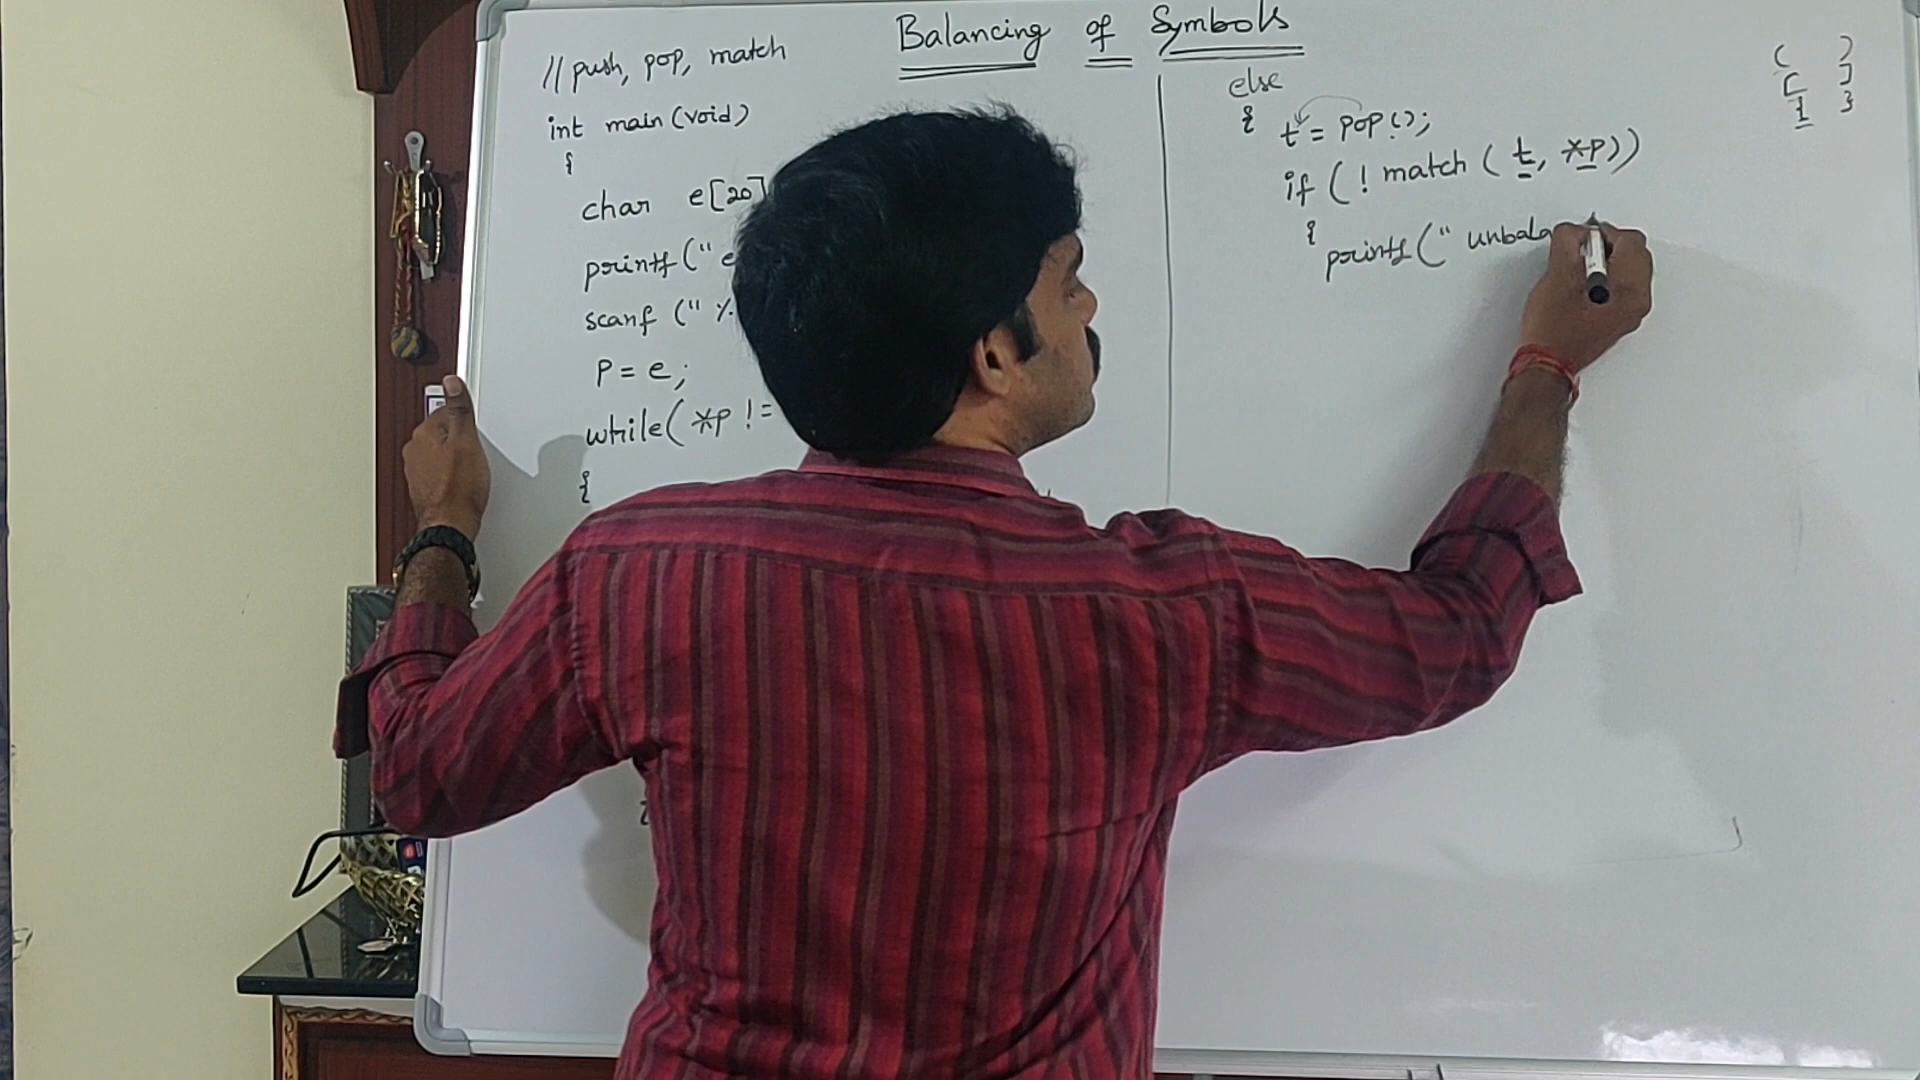 Balancing of Symbols
//push, pop, match
int main(void)
{
char e[20]
printf("e
scanf ("%
P = e;
while( *p !=
{
else
{ t = pop();
if ( ! match ( t, *p))
{ printf(" unbala
( )
[ ]
{ }